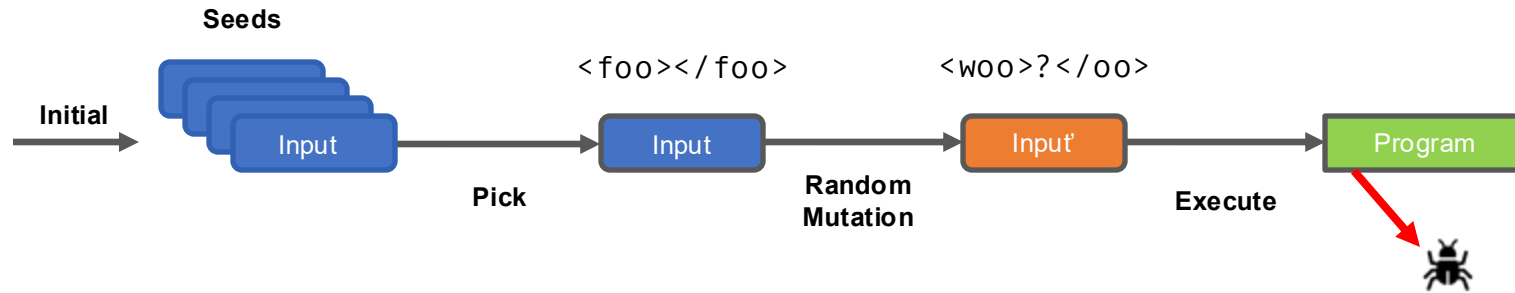 Seeds
Initial
Input
Pick
<foo></foo>
Input
Random
Mutation
<woo>?</oo>
Input'
Execute
Program